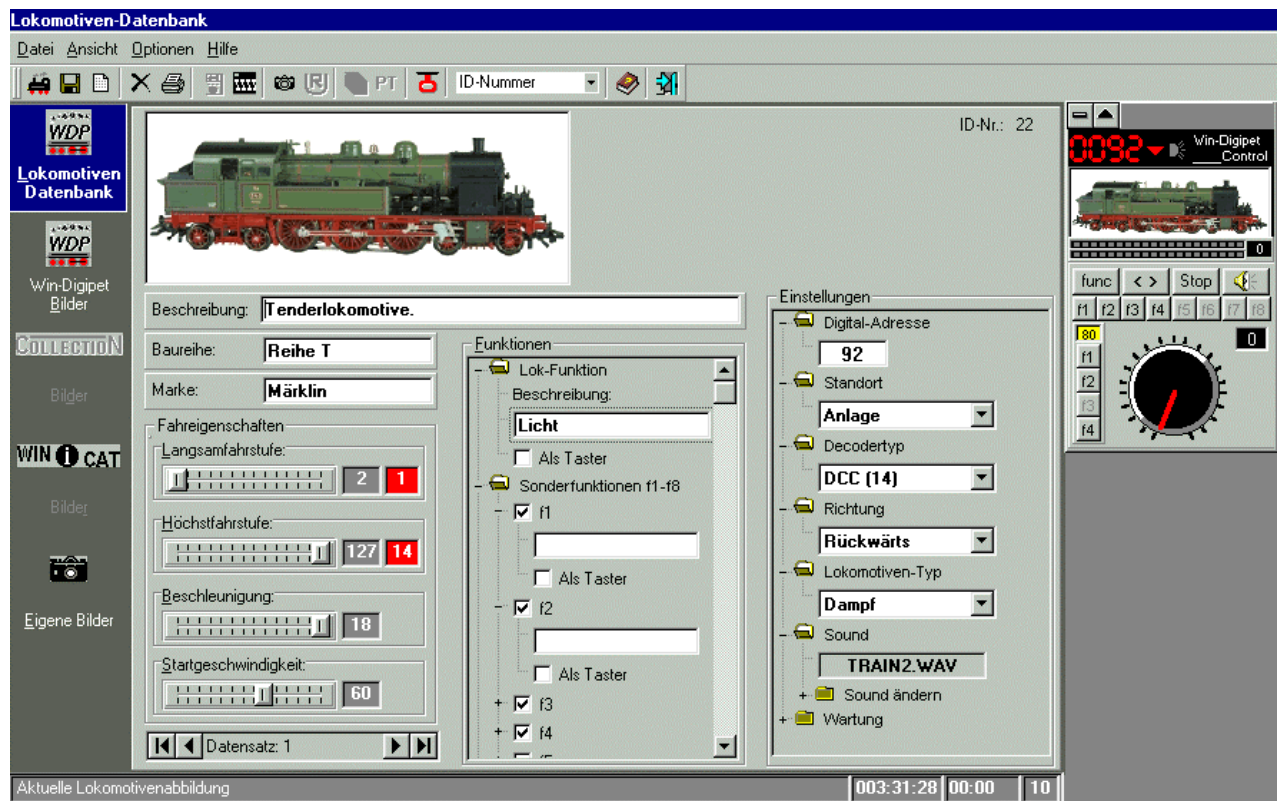 Lokomotiven-Datenbank
Datei Ansicht Optionen Hilfe
PT ID-Nummer
WDP
Lokomotiven
Datenbank
WDP
Win-Digipet
Bilder
COLLECTION
Bilder
WIN i CAT
Bilder
Eigene Bilder
ID-Nr.: 22
Beschreibung: Tenderlokomotive.
Baureihe: Reihe T
Marke: Märklin
Fahreigenschaften
Langsamfahrstufe:
2 1
Höchstfahrstufe:
127 14
Beschleunigung:
18
Startgeschwindigkeit:
60
Datensatz: 1
Funktionen
Lok-Funktion
Beschreibung:
Licht
Als Taster
Sonderfunktionen f1-f8
f1
Als Taster
f2
Als Taster
f3
f4
Einstellungen
Digital-Adresse
92
Standort
Anlage
Decodertyp
DCC (14)
Richtung
Rückwärts
Lokomotiven-Typ
Dampf
Sound
TRAIN2.WAV
Sound ändern
Wartung
0092 Win-Digipet
Control
0
func < > Stop
f1 f2 f3 f4 f5 f6 f7 f8
80 0
f1
f2
f3
f4
Aktuelle Lokomotivenabbildung 003:31:28 00:00 10